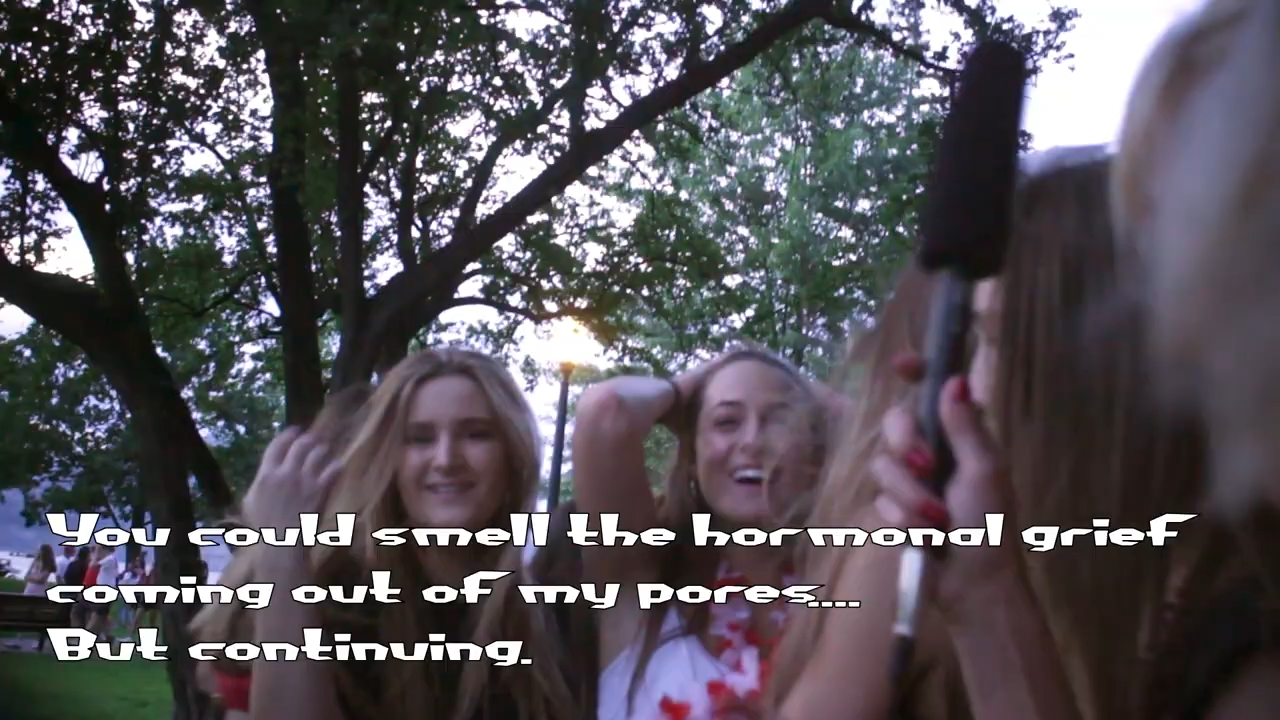 You could smell the hormonal grief
coming out of my pores....
But continuing.